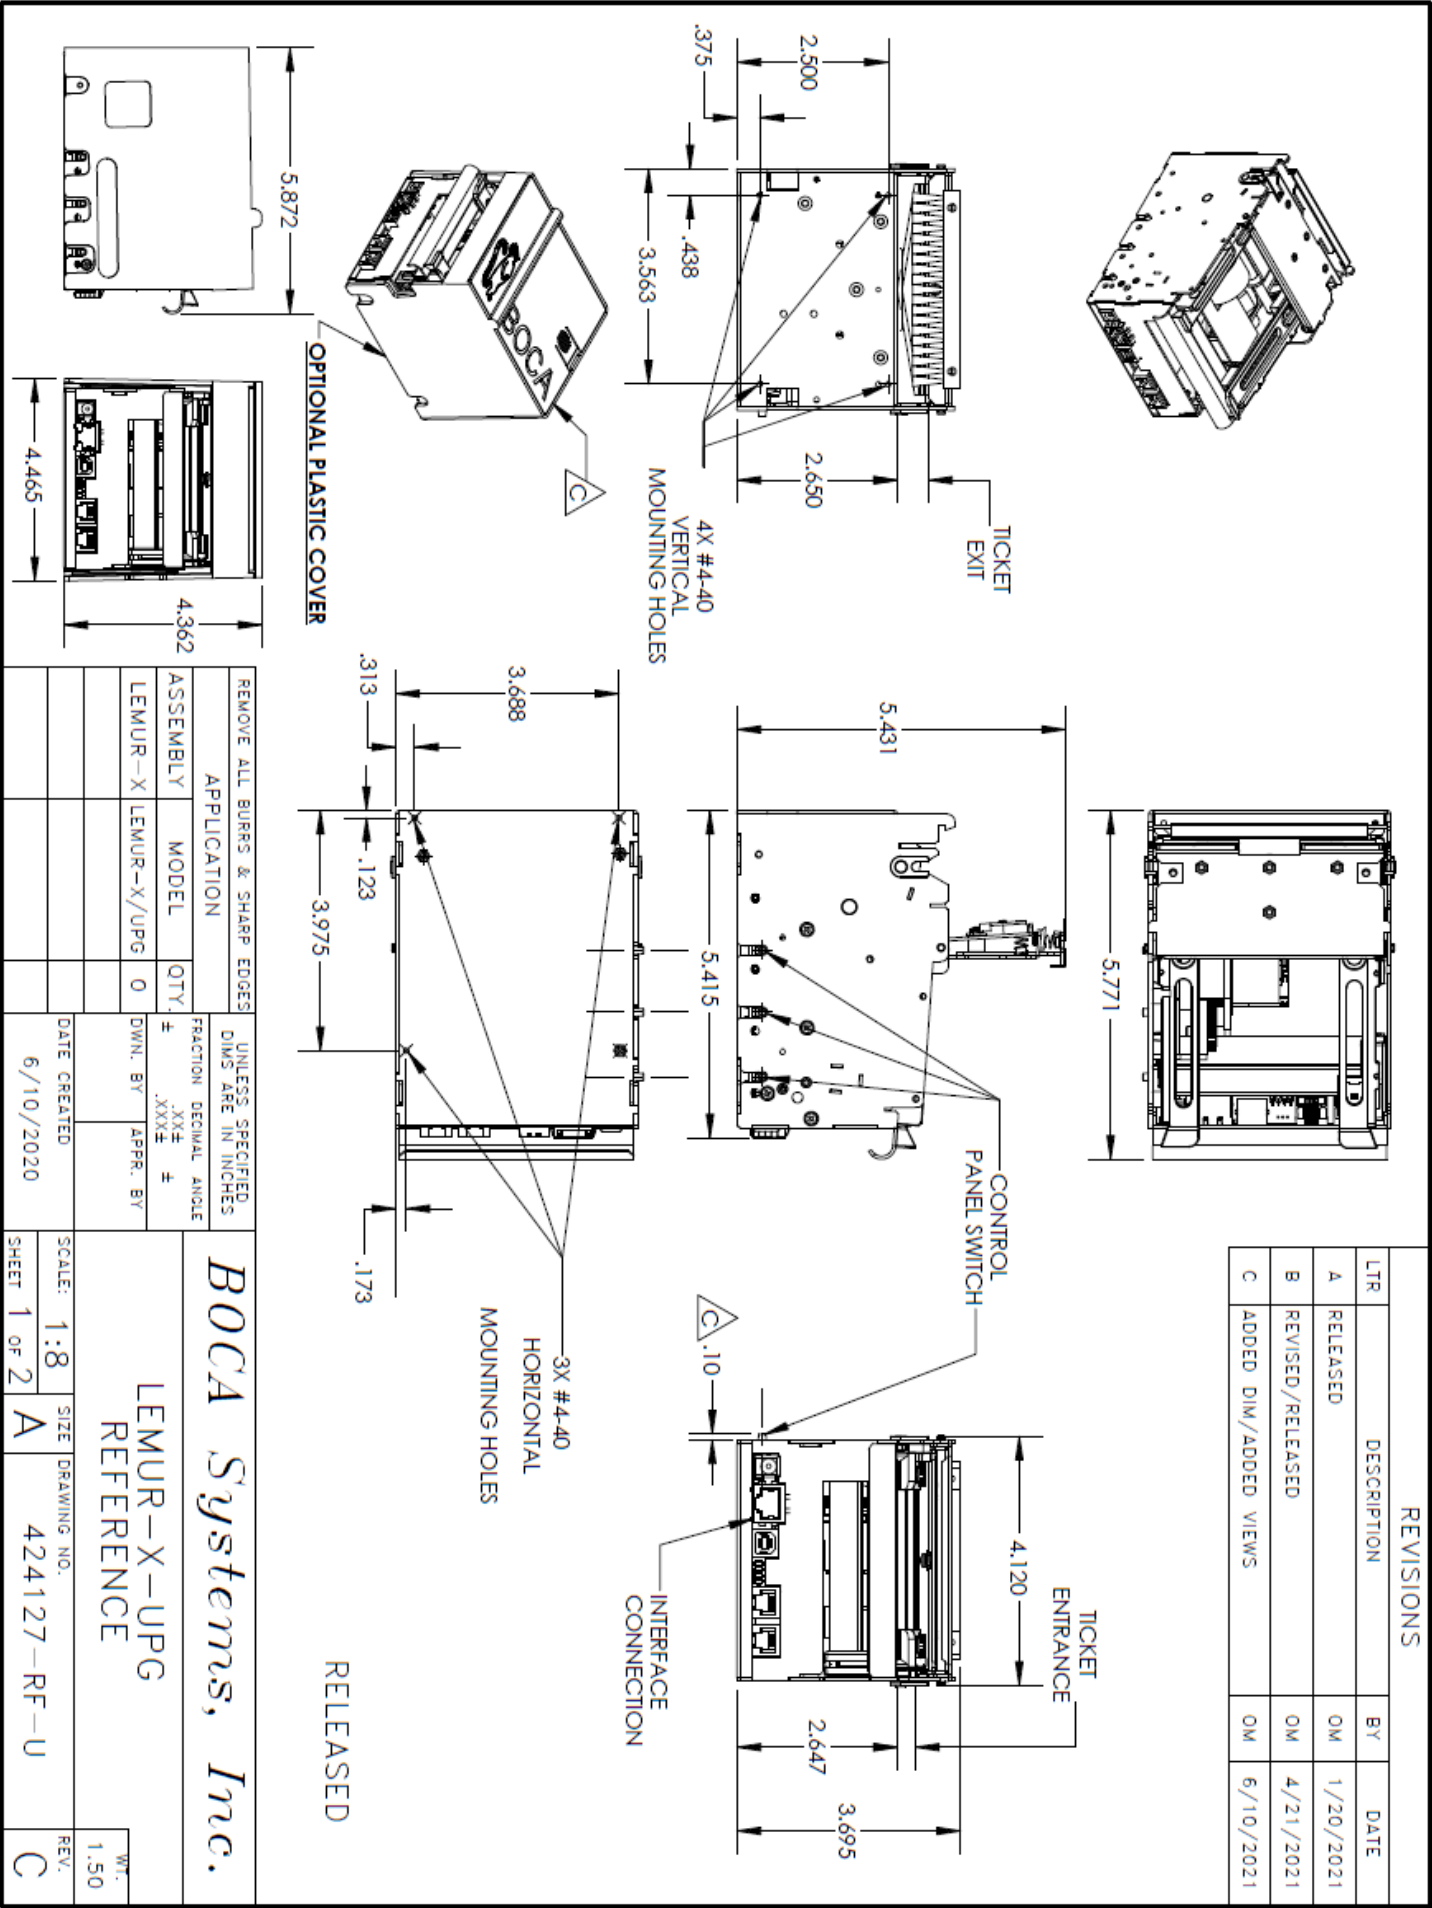 REVISIONS
LTR DESCRIPTION BY DATE
A RELEASED OM 1/20/2021
B REVISED/RELEASED OM 4/21/2021
C ADDED DIM/ADDED VIEWS OM 6/10/2021
5.771
2.500
.375
.438
3.563
TICKET
EXIT
2.650
4X #4-40
VERTICAL
MOUNTING HOLES
5.431
5.415
CONTROL
PANEL SWITCH
C
.10
TICKET
ENTRANCE
4.120
2.647
3.695
INTERFACE
CONNECTION
BOCA
C
OPTIONAL PLASTIC COVER
3.688
.313
.123
3.975
.173
3X #4-40
HORIZONTAL
MOUNTING HOLES
RELEASED
5.872
4.465
4.362
REMOVE ALL BURRS & SHARP EDGES
APPLICATION
ASSEMBLY MODEL QTY.
LEMUR-X LEMUR-X/UPG 0
UNLESS SPECIFIED
DIMS ARE IN INCHES
FRACTION DECIMAL ANGLE
± .XX± ±
.XXX±
DWN. BY APPR. BY
DATE CREATED
6/10/2020
BOCA Systems, Inc.
LEMUR-X-UPG
REFERENCE
WT.
1.50
SCALE: 1:8
SHEET 1 OF 2
SIZE
A
DRAWING NO.
424127-RF-U
REV.
C